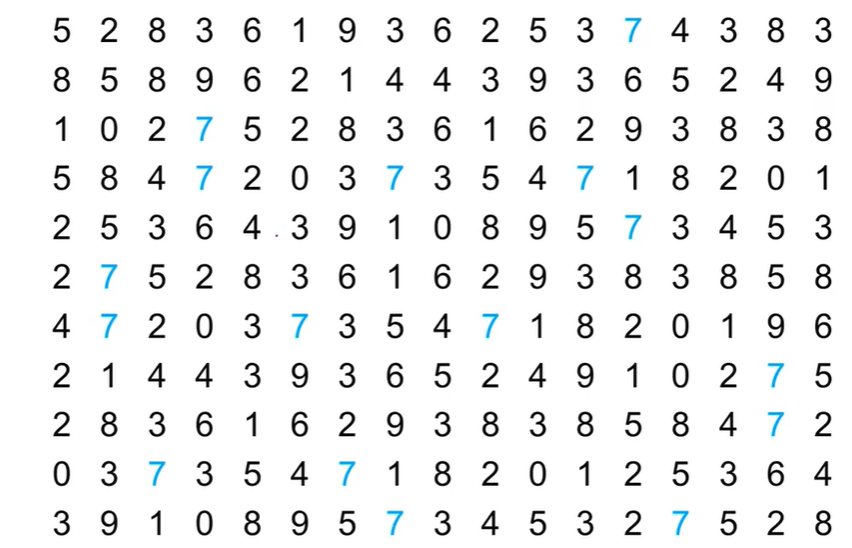 5 2 8 3 6 1 9 3 6 2 5 3 7 4 3 8 3
8 5 8 9 6 2 1 4 4 3 9 3 6 5 2 4 9
1 0 2 7 5 2 8 3 6 1 6 2 9 3 8 3 8
5 8 4 7 2 0 3 7 3 5 4 7 1 8 2 0 1
2 5 3 6 4 . 3 9 1 0 8 9 5 7 3 4 5 3
2 7 5 2 8 3 6 1 6 2 9 3 8 3 8 5 8
4 7 2 0 3 7 3 5 4 7 1 8 2 0 1 9 6
2 1 4 4 3 9 3 6 5 2 4 9 1 0 2 7 5
2 8 3 6 1 6 2 9 3 8 3 8 5 8 4 7 2
0 3 7 3 5 4 7 1 8 2 0 1 2 5 3 6 4
3 9 1 0 8 9 5 7 3 4 5 3 2 7 5 2 8